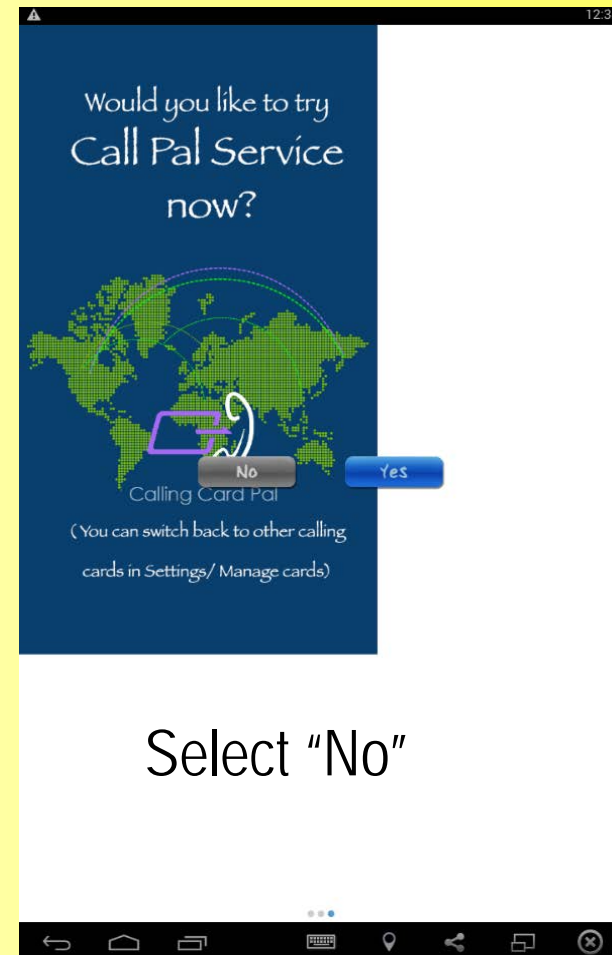 12:3
Would you like to try
Call Pal Service
now?
No
Yes
Calling Card Pal
(You can switch back to other calling
cards in Settings/ Manage cards)
Select "No"